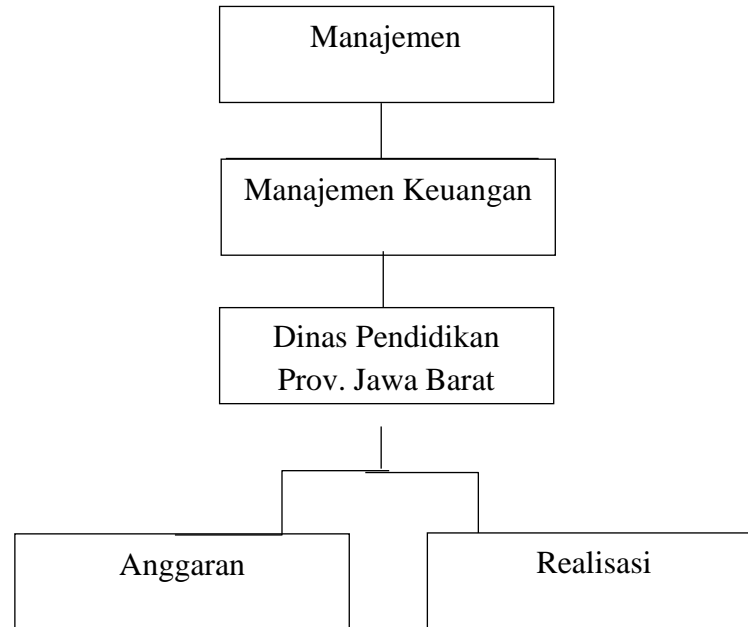 Manajemen
Manajemen Keuangan
Dinas Pendidikan
Prov. Jawa Barat
Anggaran
Realisasi